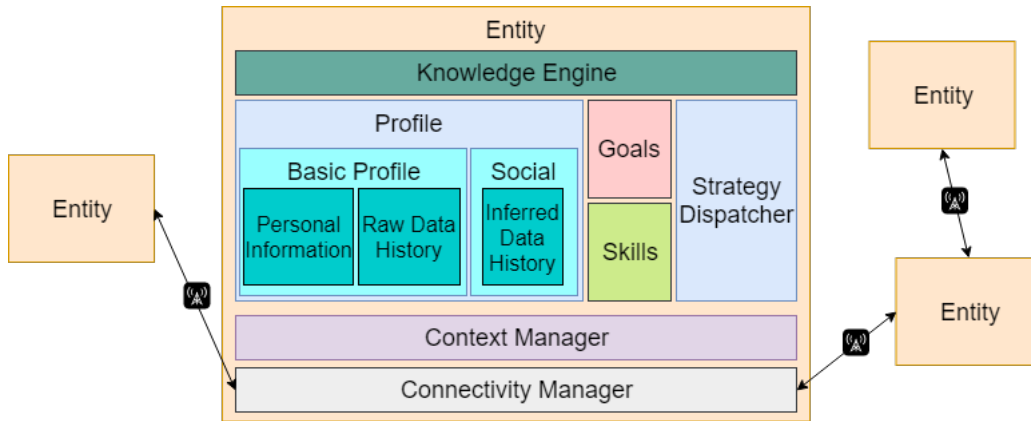 Entity
Knowledge Engine
Profile
Basic Profile
Personal
Information
Raw Data
History
Social
Inferred
Data
History
Goals
Skills
Strategy
Dispatcher
Context Manager
Connectivity Manager
Entity
Entity
Entity